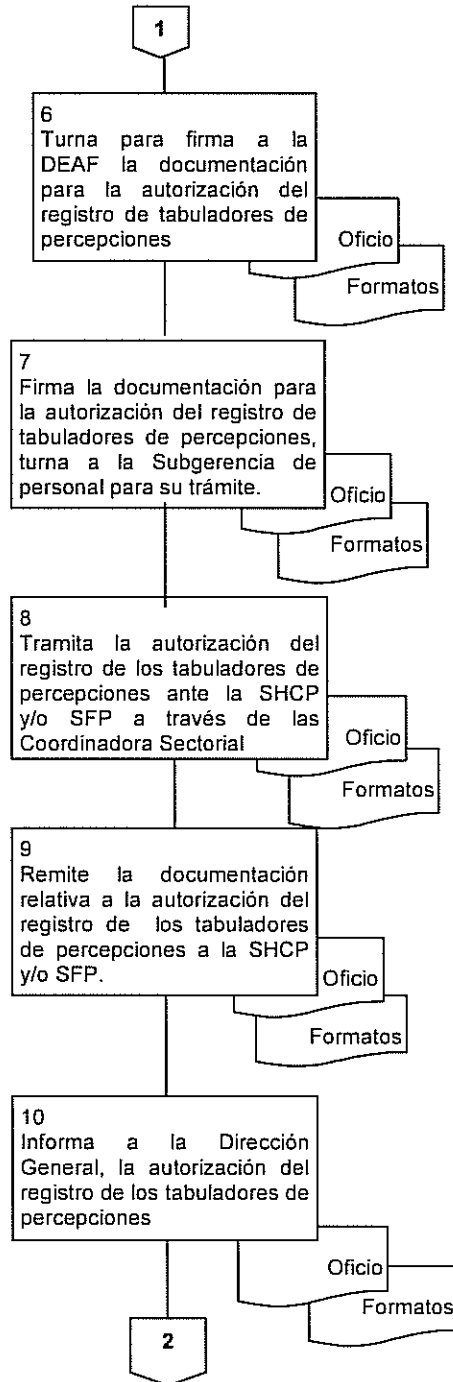 1
6
Turna para firma a la
DEAF la documentación
para la autorización del
registro de tabuladores de
percepciones
Oficio
Formatos
7
Firma la documentación para
la autorización del registro de
tabuladores de percepciones,
turna a la Subgerencia de
personal para su trámite.
Oficio
Formatos
8
Tramita la autorización del
registro de los tabuladores de
percepciones ante la SHCP
y/o SFP a través de las
Coordinadora Sectorial
Oficio
Formatos
9
Remite la documentación
relativa a la autorización del
registro de los tabuladores
de percepciones a la SHCP
y/o SFP.
Oficio
Formatos
10
Informa a la Dirección
General, la autorización del
registro de los tabuladores de
percepciones
Oficio
Formatos
2